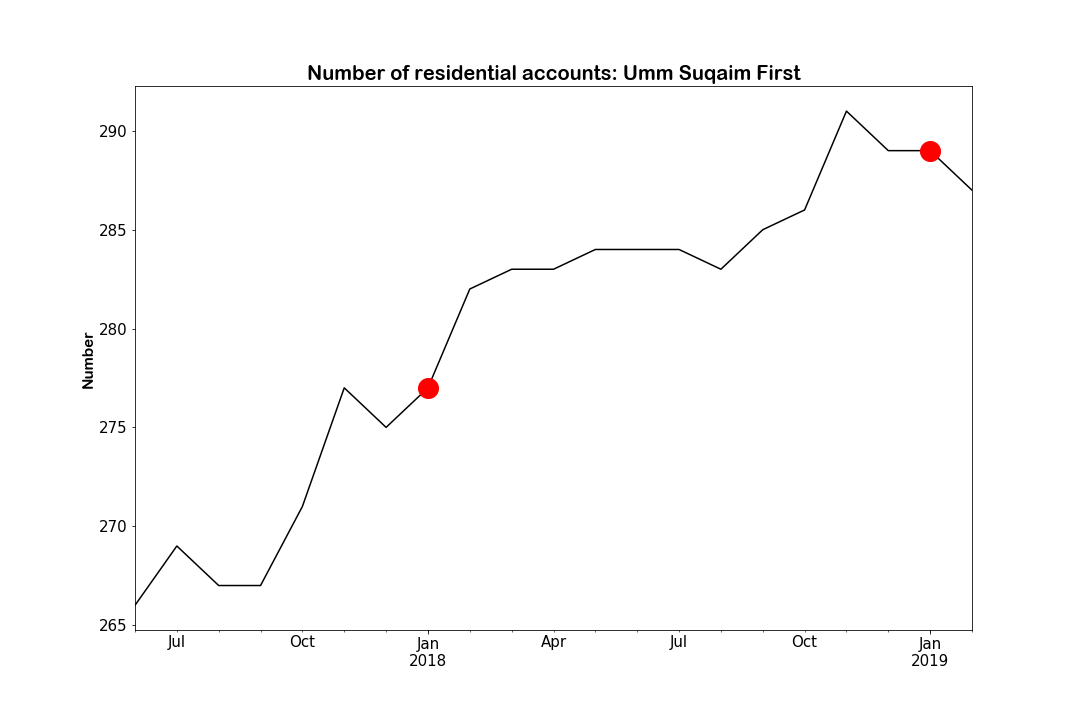 Number of residential accounts: Umm Suqaim First
Number
290
285
280
275
270
265
Jul
Oct
Jan
2018
Apr
Jul
Oct
Jan
2019